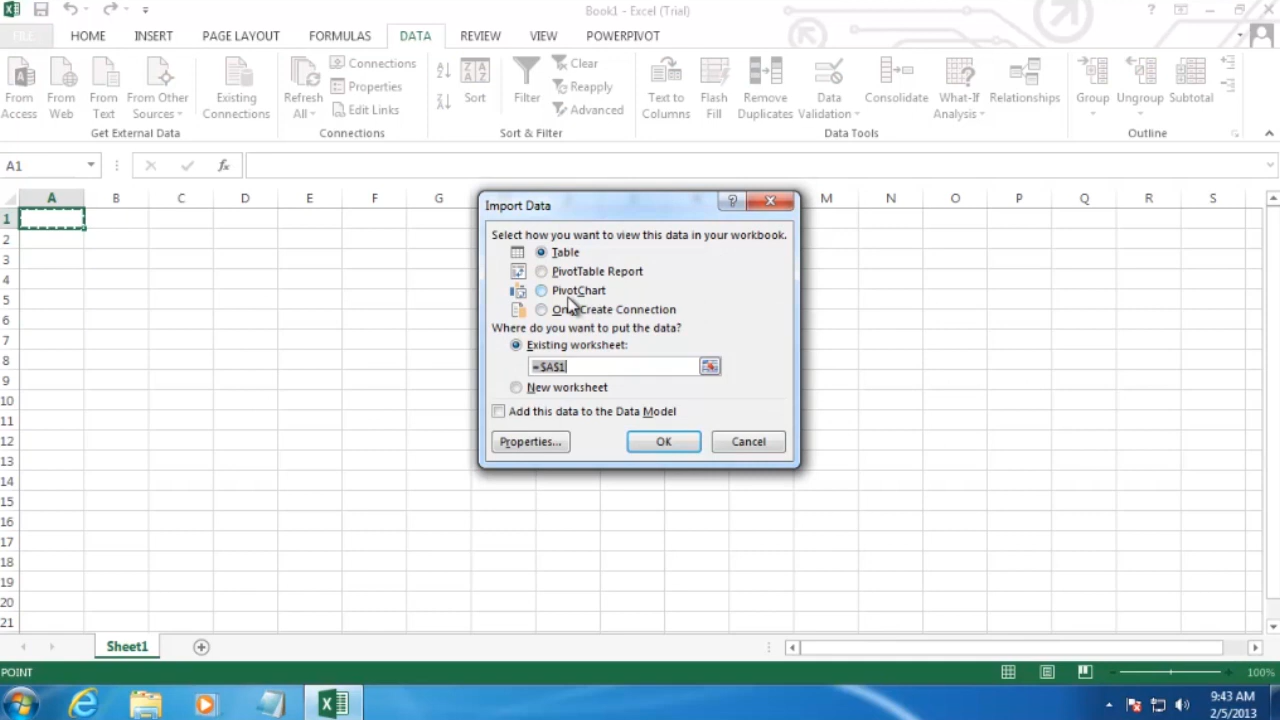 Book1 - Excel (Trial)
FILE HOME INSERT PAGE LAYOUT FORMULAS DATA REVIEW VIEW POWERPIVOT
From Access
From Web
From Text
From Other Sources
Existing Connections
Refresh All
Connections
Properties
Edit Links
Sort
Filter
Clear
Reapply
Advanced
Text to Columns
Flash Fill
Remove Duplicates
Data Validation
Consolidate
What-If Analysis
Relationships
Group
Ungroup
Subtotal
Get External Data Connections Sort & Filter Data Tools Outline
A1 fx
A B C D E F G M N O P Q R S
1
2
3
4
5
6
7
8
9
10
11
12
13
14
15
16
17
18
19
20
21
Import Data
Select how you want to view this data in your workbook.
Table
PivotTable Report
PivotChart
Only Create Connection
Where do you want to put the data?
Existing worksheet:
=$A$1
New worksheet
Add this data to the Data Model
Properties... OK Cancel
Sheet1
POINT 100%
9:43 AM
2/5/2013